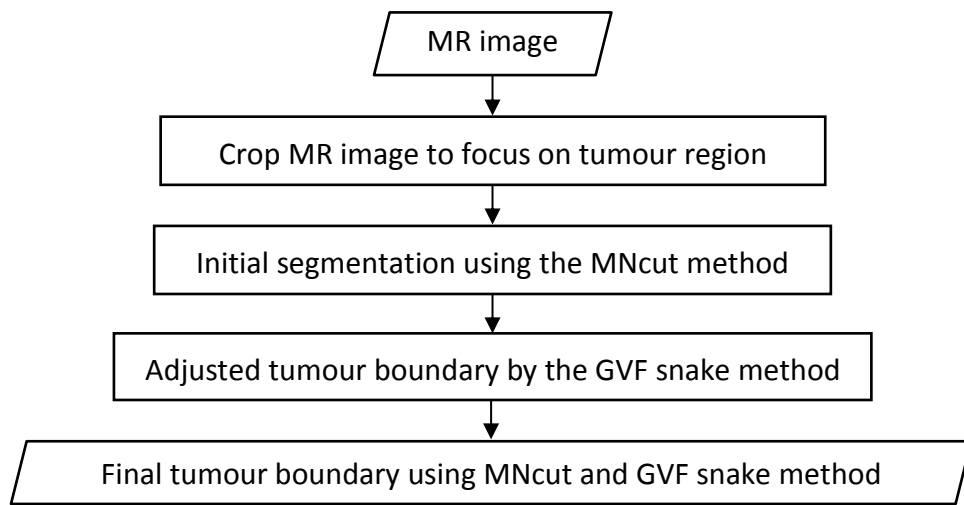 MR image
Crop MR image to focus on tumour region
Initial segmentation using the MNcut method
Adjusted tumour boundary by the GVF snake method
Final tumour boundary using MNcut and GVF snake method